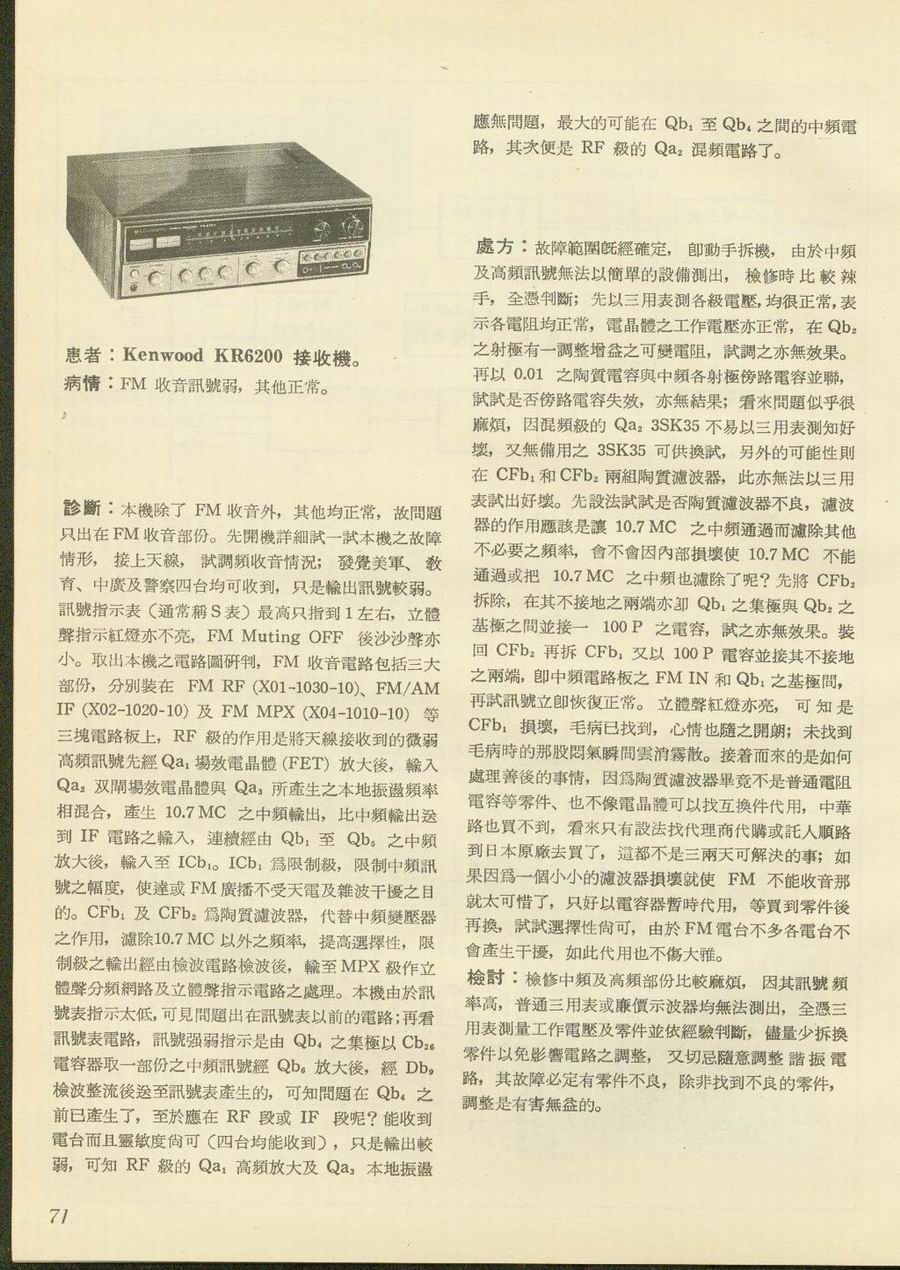 患者：Kenwood KR6200 接收機。
病情：FM 收音訊號弱，其他正常。
診斷：本機除了 FM 收音外，其他均正常，故問題
只出在 FM 收音部份。先開機詳細試一試本機之故障
情形，接上天線，試調頻收音情況；發覺美軍、教
育、中廣及警察四台均可收到，只是輸出訊號較弱。
訊號指示表（通常稱 S 表）最高只指到 1 左右，立體
聲指示紅燈亦不亮，FM Muting OFF 後沙沙聲亦
小。取出本機之電路圖硏判，FM 收音電路包括三大
部份，分別裝在 FM RF (X01-1030-10)、FM/AM
IF (X02-1020-10) 及 FM MPX (X04-1010-10) 等
三塊電路板上，RF 級的作用是將天線接收到的微弱
高頻訊號先經 Qa₁ 場效電晶體 (FET) 放大後，輸入
Qa₂ 双閘場效電晶體與 Qa₃ 所產生之本地振盪頻率
相混合，產生 10.7 MC 之中頻輸出，此中頻輸出送
到 IF 電路之輸入，連續經由 Qb₁ 至 Qb₅ 之中頻
放大後，輸入至 ICb₁。ICb₁ 爲限制級，限制中頻訊
號之幅度，使達或 FM 廣播不受天電及雜波干擾之目
的。CFb₁ 及 CFb₂ 爲陶質濾波器，代替中頻變壓器
之作用，濾除10.7 MC 以外之頻率，提高選擇性，限
制級之輸出經由檢波電路檢波後，輸至 MPX 級作立
體聲分頻網路及立體聲指示電路之處理。本機由於訊
號表指示太低，可見問題出在訊號表以前的電路；再看
訊號表電路，訊號强弱指示是由 Qb₄ 之集極以 Cb₂₆
電容器取一部份之中頻訊號經 Qb₆ 放大後，經 Db₉
檢波整流後送至訊號表產生的，可知問題在 Qb₄ 之
前已產生了，至於應在 RF 段或 IF 段呢？能收到
電台而且靈敏度尙可（四台均能收到），只是輸出較
弱，可知 RF 級的 Qa₁ 高頻放大及 Qa₃ 本地振盪
應無問題，最大的可能在 Qb₁ 至 Qb₄ 之間的中頻電
路，其次便是 RF 級的 Qa₂ 混頻電路了。
處方：故障範圍旣經確定，卽動手拆機，由於中頻
及高頻訊號無法以簡單的設備測出，檢修時比較辣
手，全憑判斷；先以三用表測各級電壓，均很正常，表
示各電阻均正常，電晶體之工作電壓亦正常，在 Qb₂
之射極有一調整增益之可變電阻，試調之亦無效果。
再以 0.01 之陶質電容與中頻各射極傍路電容並聯，
試試是否傍路電容失效，亦無結果；看來問題似乎很
麻煩，因混頻級的 Qa₂ 3SK35 不易以三用表測知好
壞，又無備用之 3SK35 可供換試，另外的可能性則
在 CFb₁ 和 CFb₂ 兩組陶質濾波器，此亦無法以三用
表試出好壞。先設法試試是否陶質濾波器不良，濾波
器的作用應該是讓 10.7 MC 之中頻通過而濾除其他
不必要之頻率，會不會因內部損壞使 10.7 MC 不能
通過或把 10.7 MC 之中頻也濾除了呢？先將 CFb₂
拆除，在其不接地之兩端亦卽 Qb₁ 之集極與 Qb₂ 之
基極之間並接一 100 P 之電容，試之亦無效果。裝
回 CFb₂ 再拆 CFb₁ 又以 100 P 電容並接其不接地
之兩端，卽中頻電路板之 FM IN 和 Qb₁ 之基極間，
再試訊號立卽恢復正常。立體聲紅燈亦亮，可知是
CFb₁ 損壞，毛病已找到，心情也隨之開朗；未找到
毛病時的那股悶氣瞬間雲消霧散。接着而來的是如何
處理善後的事情，因爲陶質濾波器畢竟不是普通電阻
電容等零件、也不像電晶體可以找互換件代用，中華
路也買不到，看來只有設法找代理商代購或託人順路
到日本原廠去買了，這都不是三兩天可解決的事；如
果因爲一個小小的濾波器損壞就使 FM 不能收音那
就太可惜了，只好以電容器暫時代用，等買到零件後
再換，試試選擇性尙可，由於 FM 電台不多各電台不
會產生干擾，如此代用也不傷大雅。
檢討：檢修中頻及高頻部份比較麻煩，因其訊號頻
率高，普通三用表或廉價示波器均無法測出，全憑三
用表測量工作電壓及零件並依經驗判斷，儘量少拆換
零件以免影響電路之調整，又切忌隨意調整諧振電
路，其故障必定有零件不良，除非找到不良的零件，
調整是有害無益的。
71